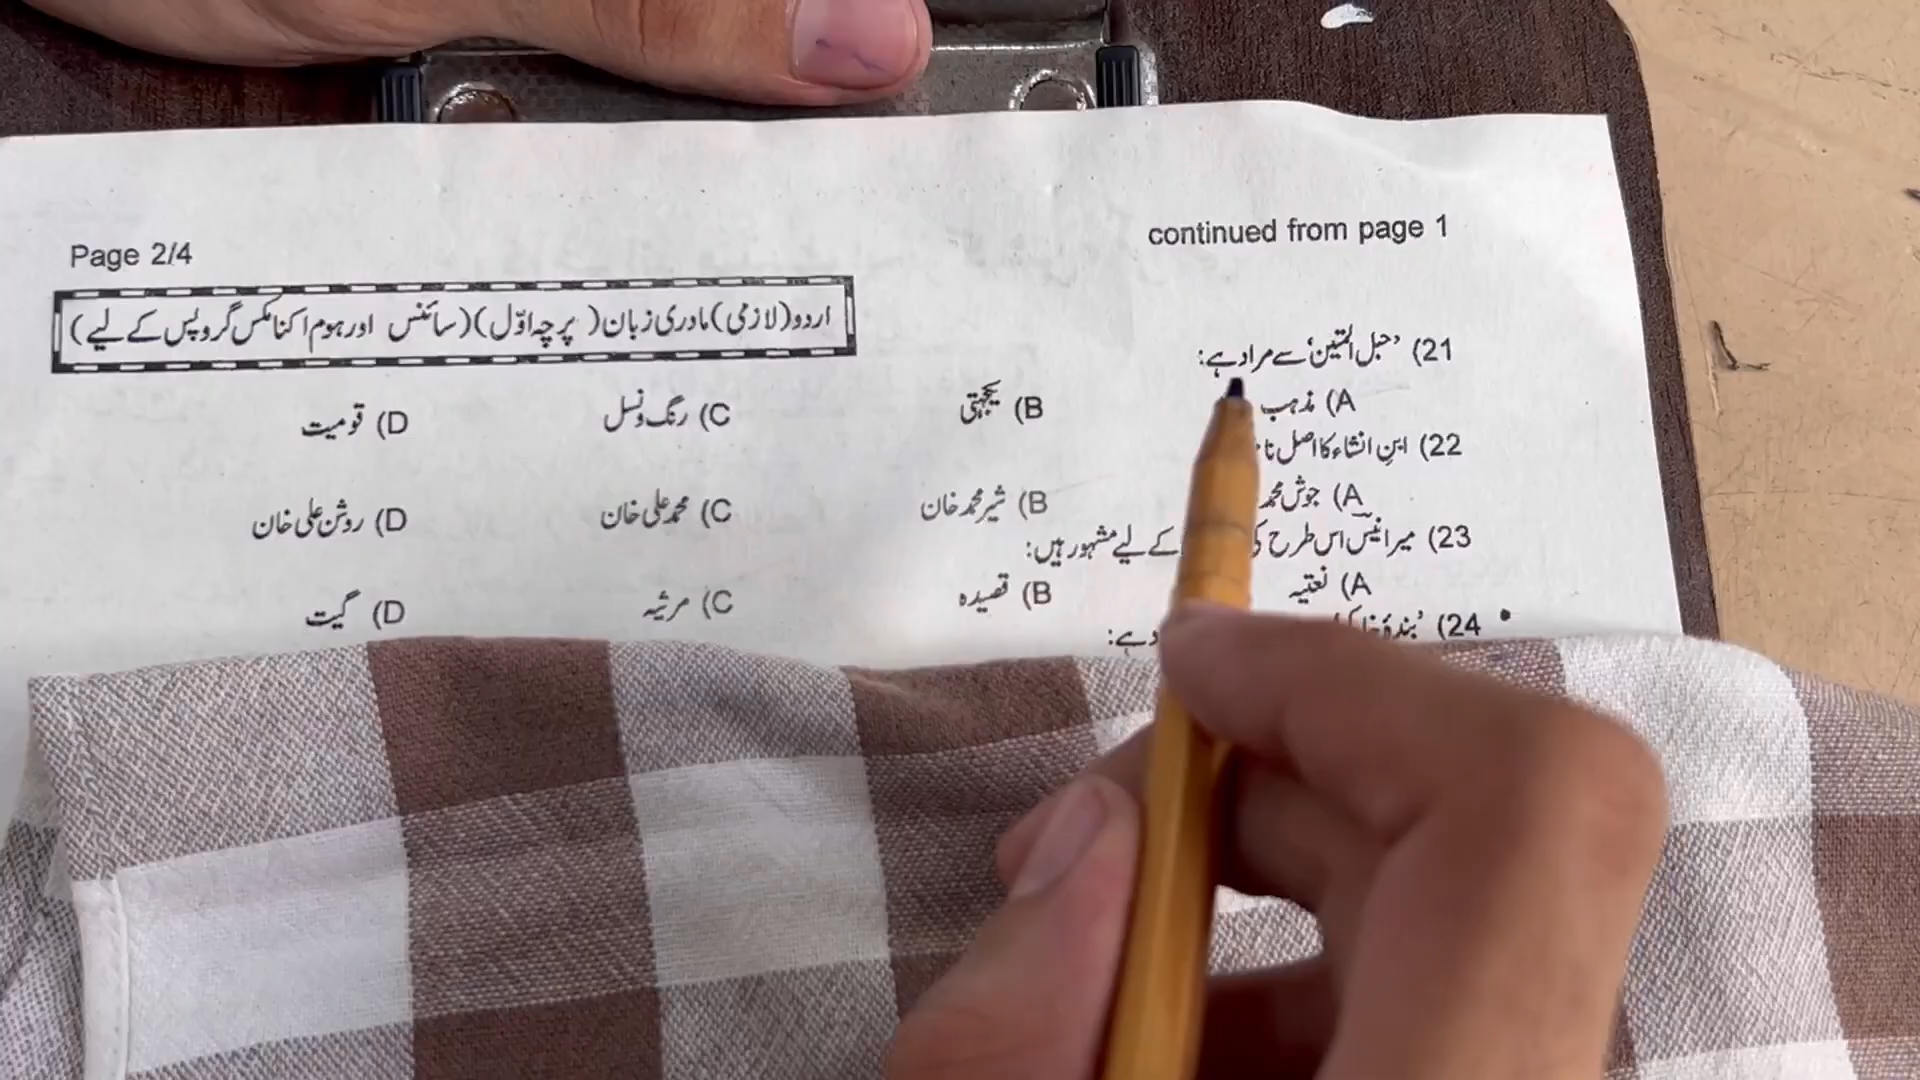 continued from page 1
Page 2/4
اردو(لازمی)مادری زبان( پرچہ اوّل)(سائنس اور ہوم اکنامکس گروپس کے لیے)
21) ’حبل المتین‘ سے مراد ہے:
A) مذہب B) یکجہتی C) رنگ و نسل D) قومیت
22) ابنِ انشاء کا اصل
A) جوش محمد B) شیر محمد خان C) محمد علی خان D) روشن علی خان
23) میر انیس اس طرح کے لیے مشہور ہیں:
A) نعتیہ B) قصیدہ C) مرثیہ D) گیت
24) ’بندۂ